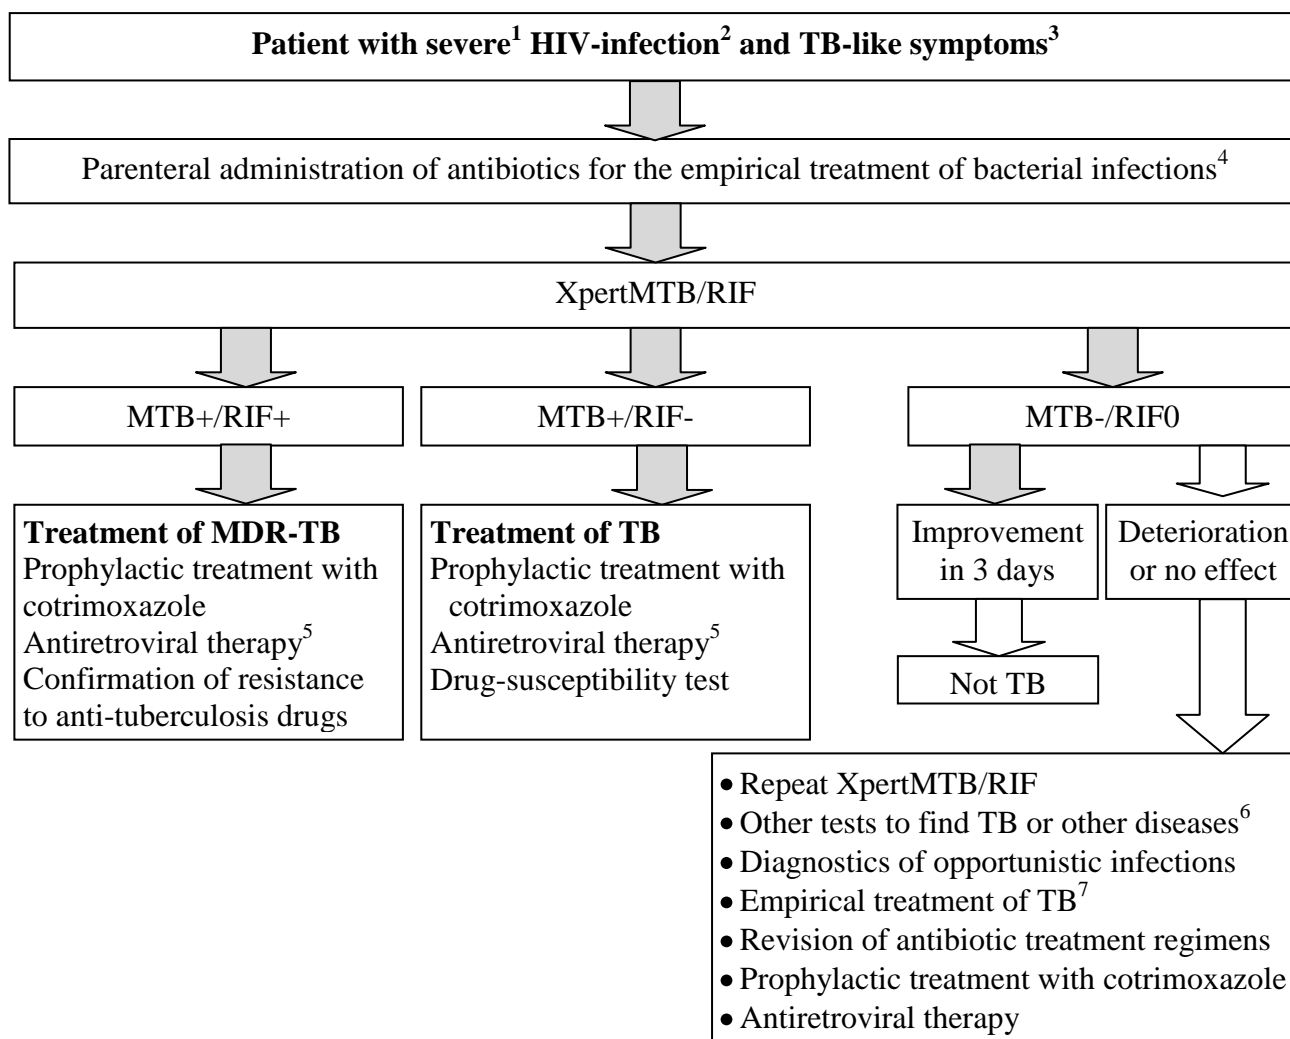 Patient with severe¹ HIV-infection² and TB-like symptoms³
Parenteral administration of antibiotics for the empirical treatment of bacterial infections⁴
XpertMTB/RIF
MTB+/RIF+
MTB+/RIF-
MTB-/RIF0
Treatment of MDR-TB
Prophylactic treatment with
cotrimoxazole
Antiretroviral therapy⁵
Confirmation of resistance
to anti-tuberculosis drugs
Treatment of TB
Prophylactic treatment with
cotrimoxazole
Antiretroviral therapy⁵
Drug-susceptibility test
Improvement
in 3 days
Deterioration
or no effect
Not TB
• Repeat XpertMTB/RIF
• Other tests to find TB or other diseases⁶
• Diagnostics of opportunistic infections
• Empirical treatment of TB⁷
• Revision of antibiotic treatment regimens
• Prophylactic treatment with cotrimoxazole
• Antiretroviral therapy